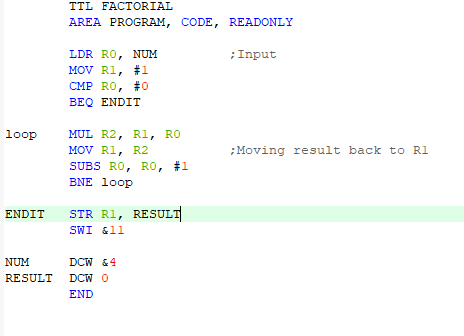 TTL FACTORIAL
AREA PROGRAM, CODE, READONLY
LDR R0, NUM ;Input
MOV R1, #1
CMP R0, #0
BEQ ENDIT
loop MUL R2, R1, R0
MOV R1, R2 ;Moving result back to R1
SUBS R0, R0, #1
BNE loop
ENDIT STR R1, RESULT
SWI &11
NUM DCW &4
RESULT DCW 0
END